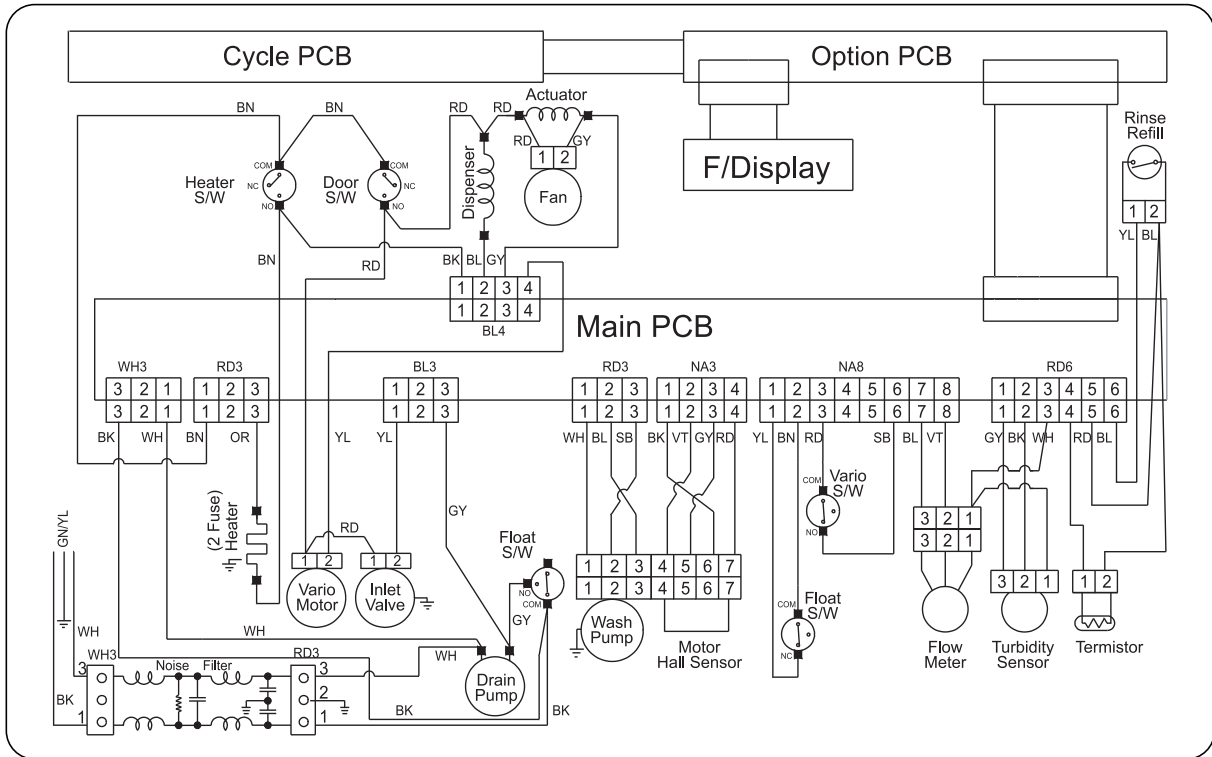 Cycle PCB
Option PCB
BN
BN
RD
RD
Actuator
RD
GY
1 2
Fan
F/Display
Rinse
Refill
1 2
YL BL
COM
NC
NO
Heater
S/W
Door
S/W
COM
NC
NO
Dispenser
BN
RD
BK BL GY
1 2 3 4
1 2 3 4
BL4
Main PCB
WH3
3 2 1
3 2 1
BK WH
RD3
1 2 3
1 2 3
BN OR
YL
BL3
1 2 3
1 2 3
YL
GY
RD3
1 2 3
1 2 3
WH BL SB
NA3
1 2 3 4
1 2 3 4
BK VT GY RD
NA8
1 2 3 4 5 6 7 8
1 2 3 4 5 6 7 8
YL BN RD SB BL VT
RD6
1 2 3 4 5 6
1 2 3 4 5 6
GY BK WH RD BL
GN/YL
(2 Fuse)
Heater
RD
1 2
Vario
Motor
1 2
Inlet
Valve
Float
S/W
NO
COM
GY
1 2 3 4 5 6 7
1 2 3 4 5 6 7
Wash
Pump
Motor
Hall Sensor
COM
Vario
S/W
NO
COM
Float
S/W
NC
3 2 1
3 2 1
Flow
Meter
3 2 1
Turbidity
Sensor
1 2
Termistor
WH
WH
WH
BK
WH3
3
1
Noise Filter
RD3
3
2
1
Drain
Pump
BK
BK